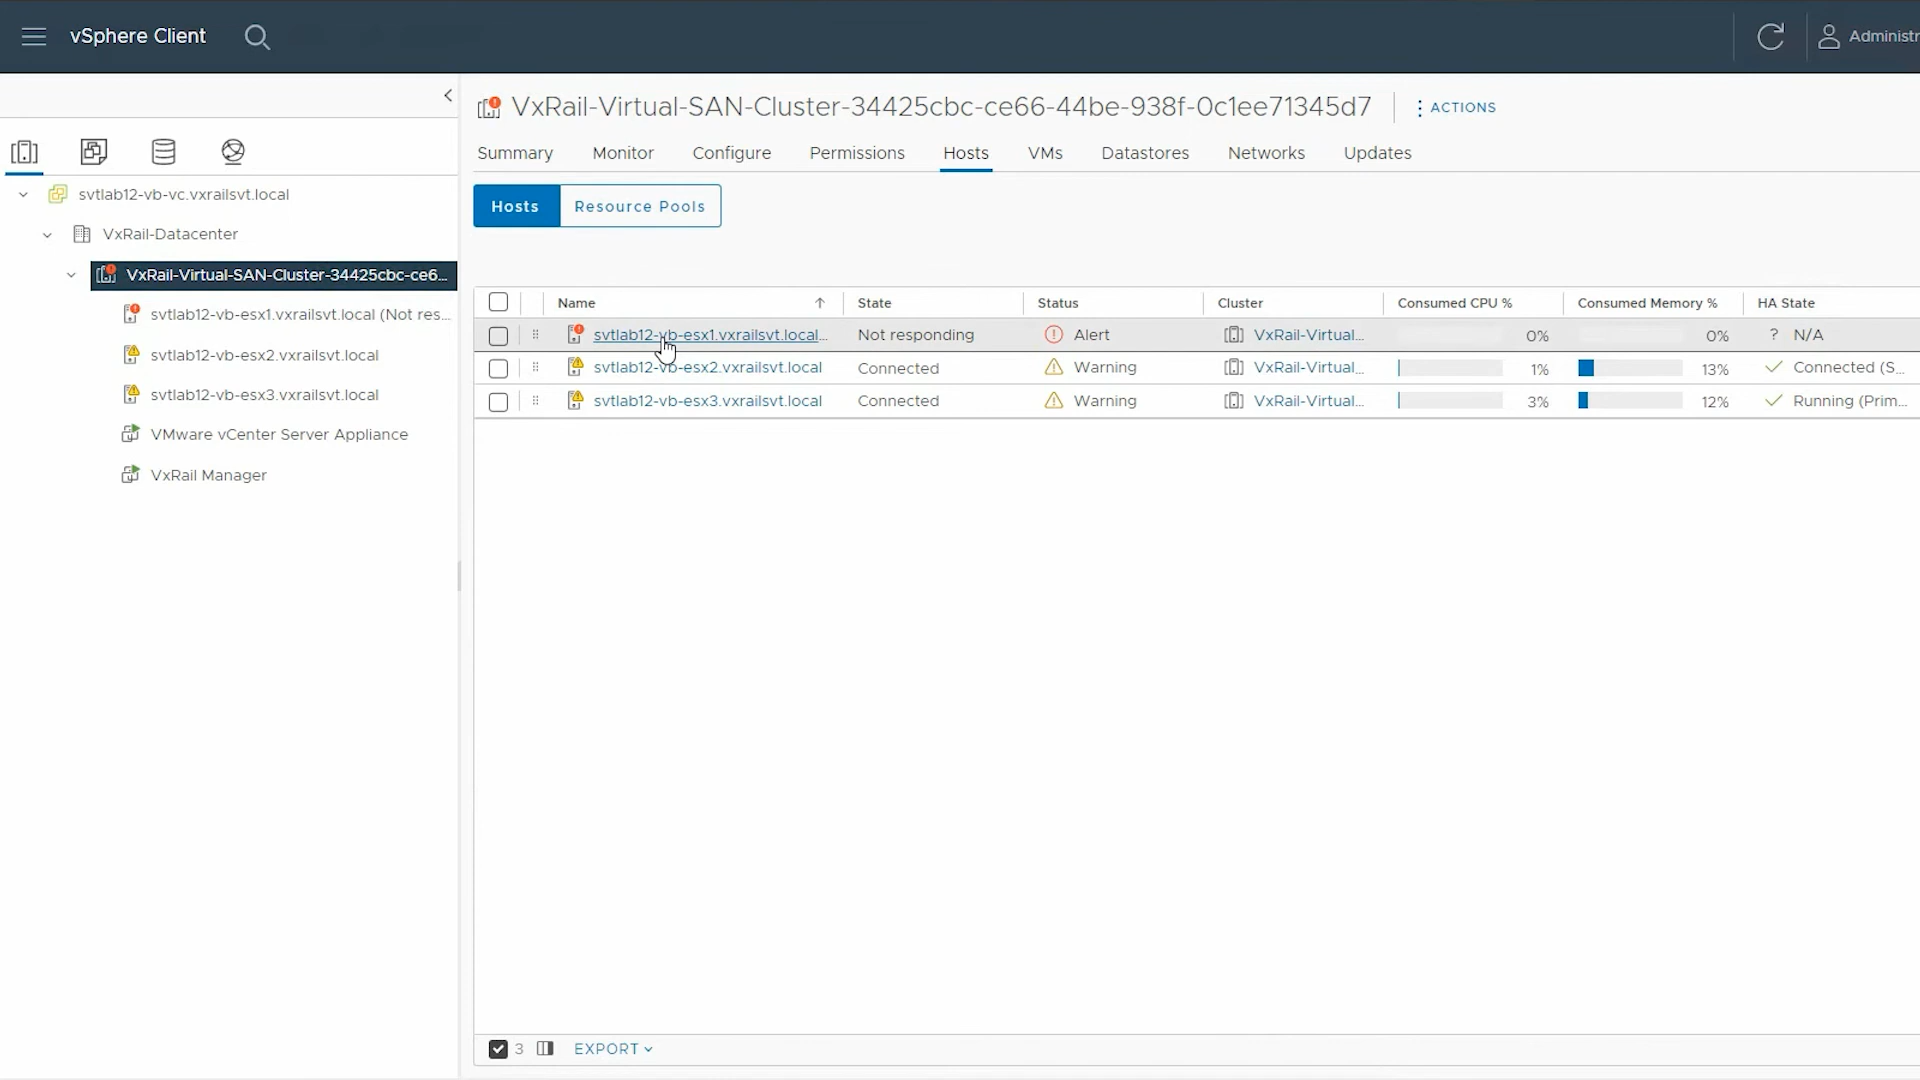 vSphere Client
Administr
VxRail-Virtual-SAN-Cluster-34425cbc-ce66-44be-938f-0c1ee71345d7
ACTIONS
Summary Monitor Configure Permissions Hosts VMs Datastores Networks Updates
svtlab12-vb-vc.vxrailsvt.local
VxRail-Datacenter
VxRail-Virtual-SAN-Cluster-34425cbc-ce6...
svtlab12-vb-esx1.vxrailsvt.local (Not res...
svtlab12-vb-esx2.vxrailsvt.local
svtlab12-vb-esx3.vxrailsvt.local
VMware vCenter Server Appliance
VxRail Manager
Hosts Resource Pools
Name State Status Cluster Consumed CPU % Consumed Memory % HA State
svtlab12-vb-esx1.vxrailsvt.local... Not responding Alert VxRail-Virtual... 0% 0% ? N/A
svtlab12-vb-esx2.vxrailsvt.local Connected Warning VxRail-Virtual... 1% 13% Connected (S...
svtlab12-vb-esx3.vxrailsvt.local Connected Warning VxRail-Virtual... 3% 12% Running (Prim...
3 EXPORT